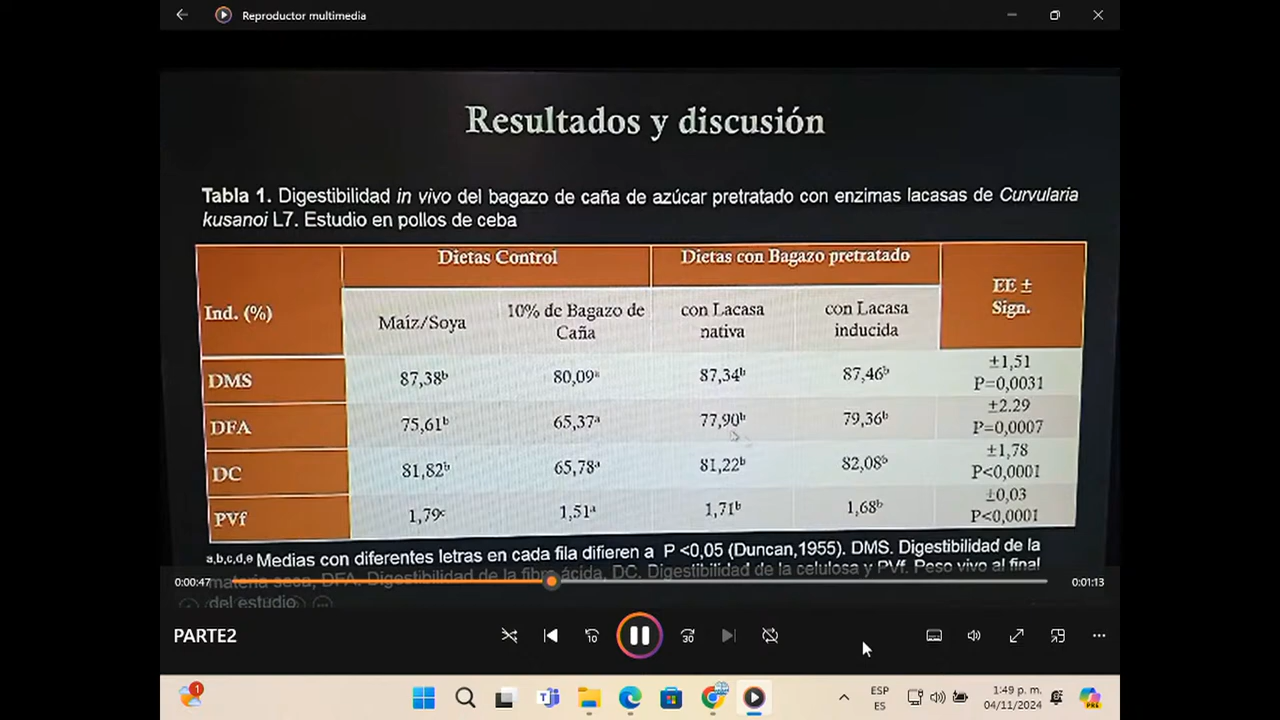 Reproductor multimedia
Resultados y discusión
Tabla 1. Digestibilidad in vivo del bagazo de caña de azúcar pretratado con enzimas lacasas de Curvularia
kusanoi L7. Estudio en pollos de ceba
Ind. (%)
Dietas Control
Dietas con Bagazo pretratado
EE ±
Sign.
Maíz/Soya
10% de Bagazo de
Caña
con Lacasa
nativa
con Lacasa
inducida
DMS 87,38ᵇ 80,09ᵃ 87,34ᵇ 87,46ᵇ ±1,51
P=0,0031
DFA 75,61ᵇ 65,37ᵃ 77,90ᵇ 79,36ᵇ ±2.29
P=0,0007
DC 81,82ᵇ 65,78ᵃ 81,22ᵇ 82,08ᵇ ±1,78
P<0,0001
PVf 1,79ᶜ 1,51ᵃ 1,71ᵇ 1,68ᵇ ±0,03
P<0,0001
a,b,c,d,e Medias con diferentes letras en cada fila difieren a P <0,05 (Duncan,1955). DMS. Digestibilidad de la
materia seca, DFA. Digestibilidad de la fibra ácida, DC. Digestibilidad de la celulosa y PVf. Peso vivo al final
del estudio
0:00:47
0:01:13
PARTE2
10
30
1
ESP
ES
1:49 p. m.
04/11/2024
PRE